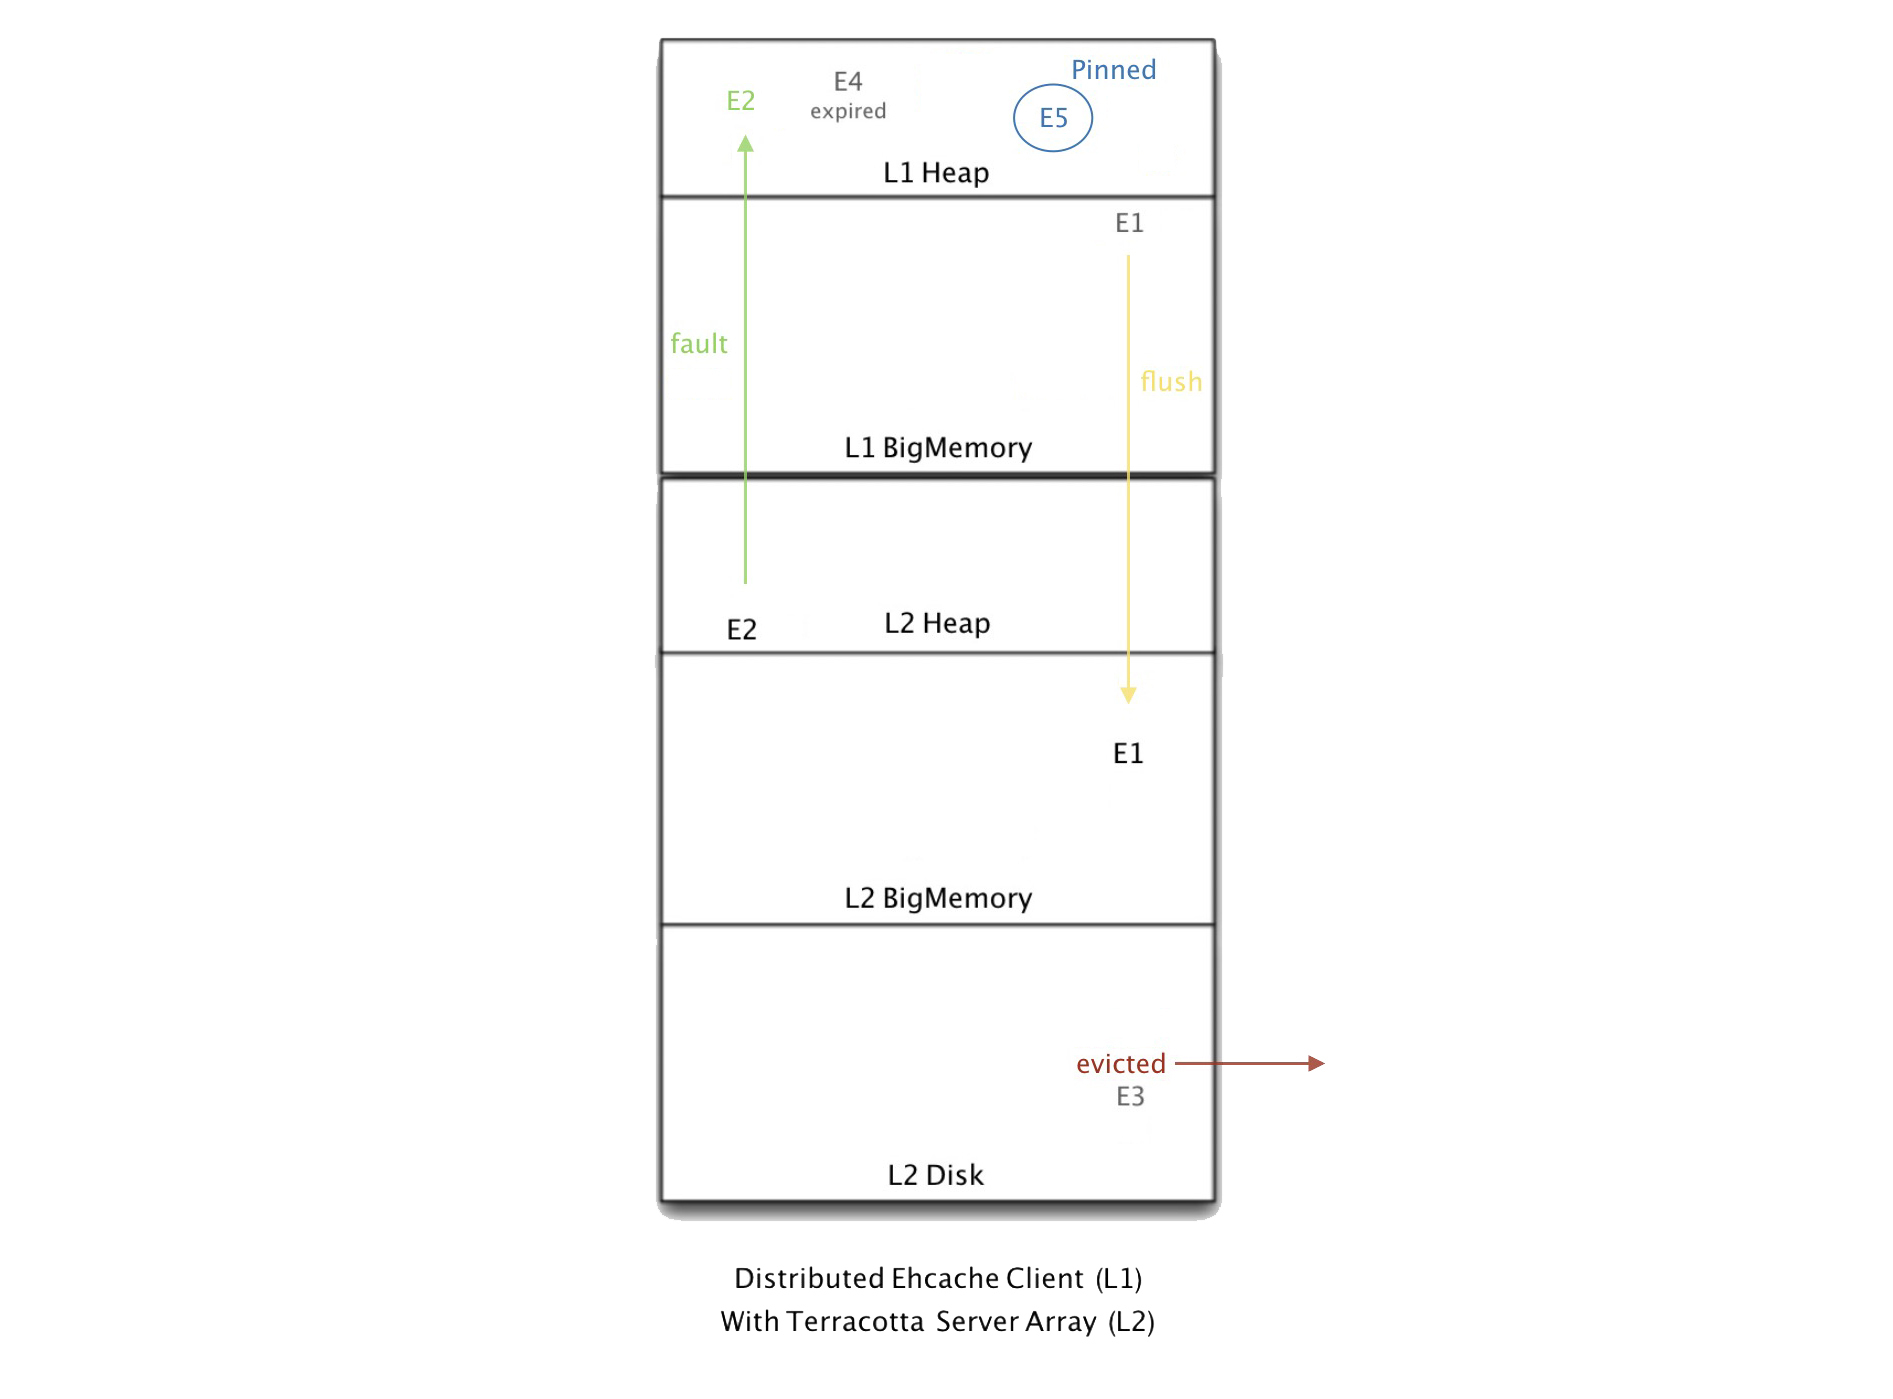 Pinned
E4
E2
expired
E5
L1 Heap
E1
fault
flush
L1 BigMemory
E2
L2 Heap
E1
L2 BigMemory
evicted
E3
L2 Disk
Distributed Ehcache Client (L1)
With Terracotta Server Array (L2)